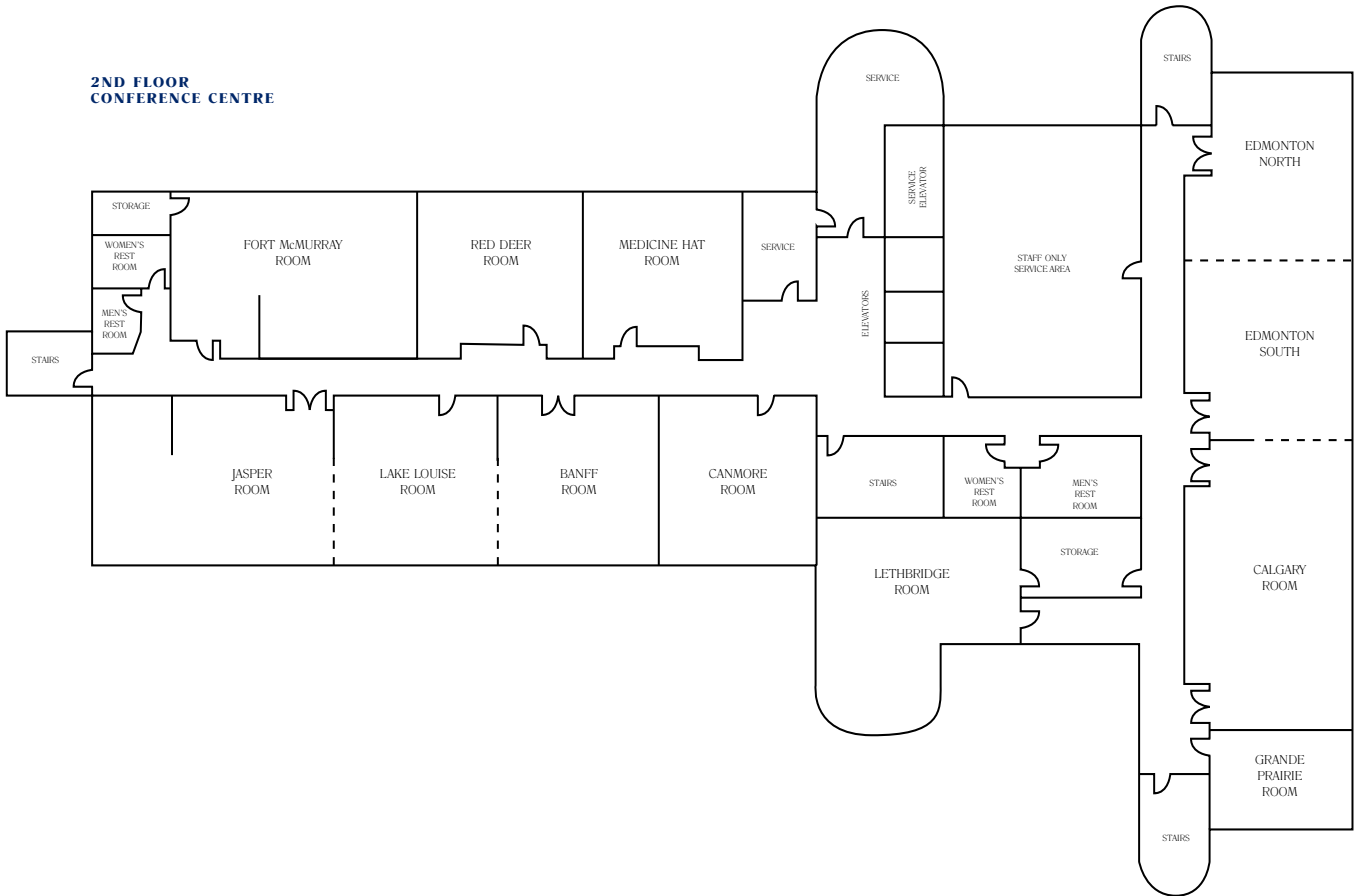 2ND FLOOR
CONFERENCE CENTRE
SERVICE
STAIRS
SERVICE
ELEVATOR
EDMONTON
NORTH
STORAGE
WOMEN'S
REST
ROOM
FORT McMURRAY
ROOM
RED DEER
ROOM
MEDICINE HAT
ROOM
SERVICE
STAFF ONLY
SERVICE AREA
MEN'S
REST
ROOM
STAIRS
ELEVATORS
EDMONTON
SOUTH
JASPER
ROOM
LAKE LOUISE
ROOM
BANFF
ROOM
CANMORE
ROOM
STAIRS
WOMEN'S
REST
ROOM
MEN'S
REST
ROOM
STORAGE
LETHBRIDGE
ROOM
CALGARY
ROOM
GRANDE
PRAIRIE
ROOM
STAIRS